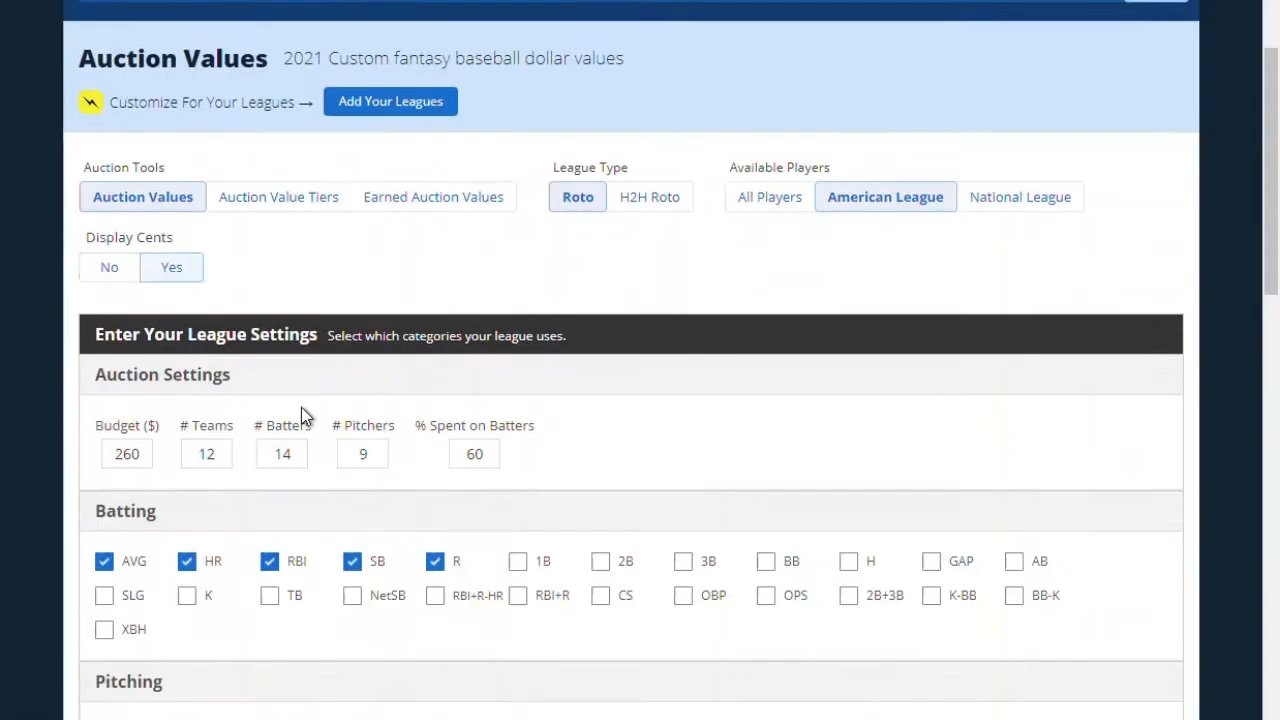 Auction Values 2021 Custom fantasy baseball dollar values
Customize For Your Leagues → Add Your Leagues
Auction Tools League Type Available Players
Auction Values Auction Value Tiers Earned Auction Values Roto H2H Roto All Players American League National League
Display Cents
No Yes
Enter Your League Settings Select which categories your league uses.
Auction Settings
Budget ($) # Teams # Batters # Pitchers % Spent on Batters
260 12 14 9 60
Batting
AVG HR RBI SB R 1B 2B 3B BB H GAP AB
SLG K TB NetSB RBI+R-HR RBI+R CS OBP OPS 2B+3B K-BB BB-K
XBH
Pitching